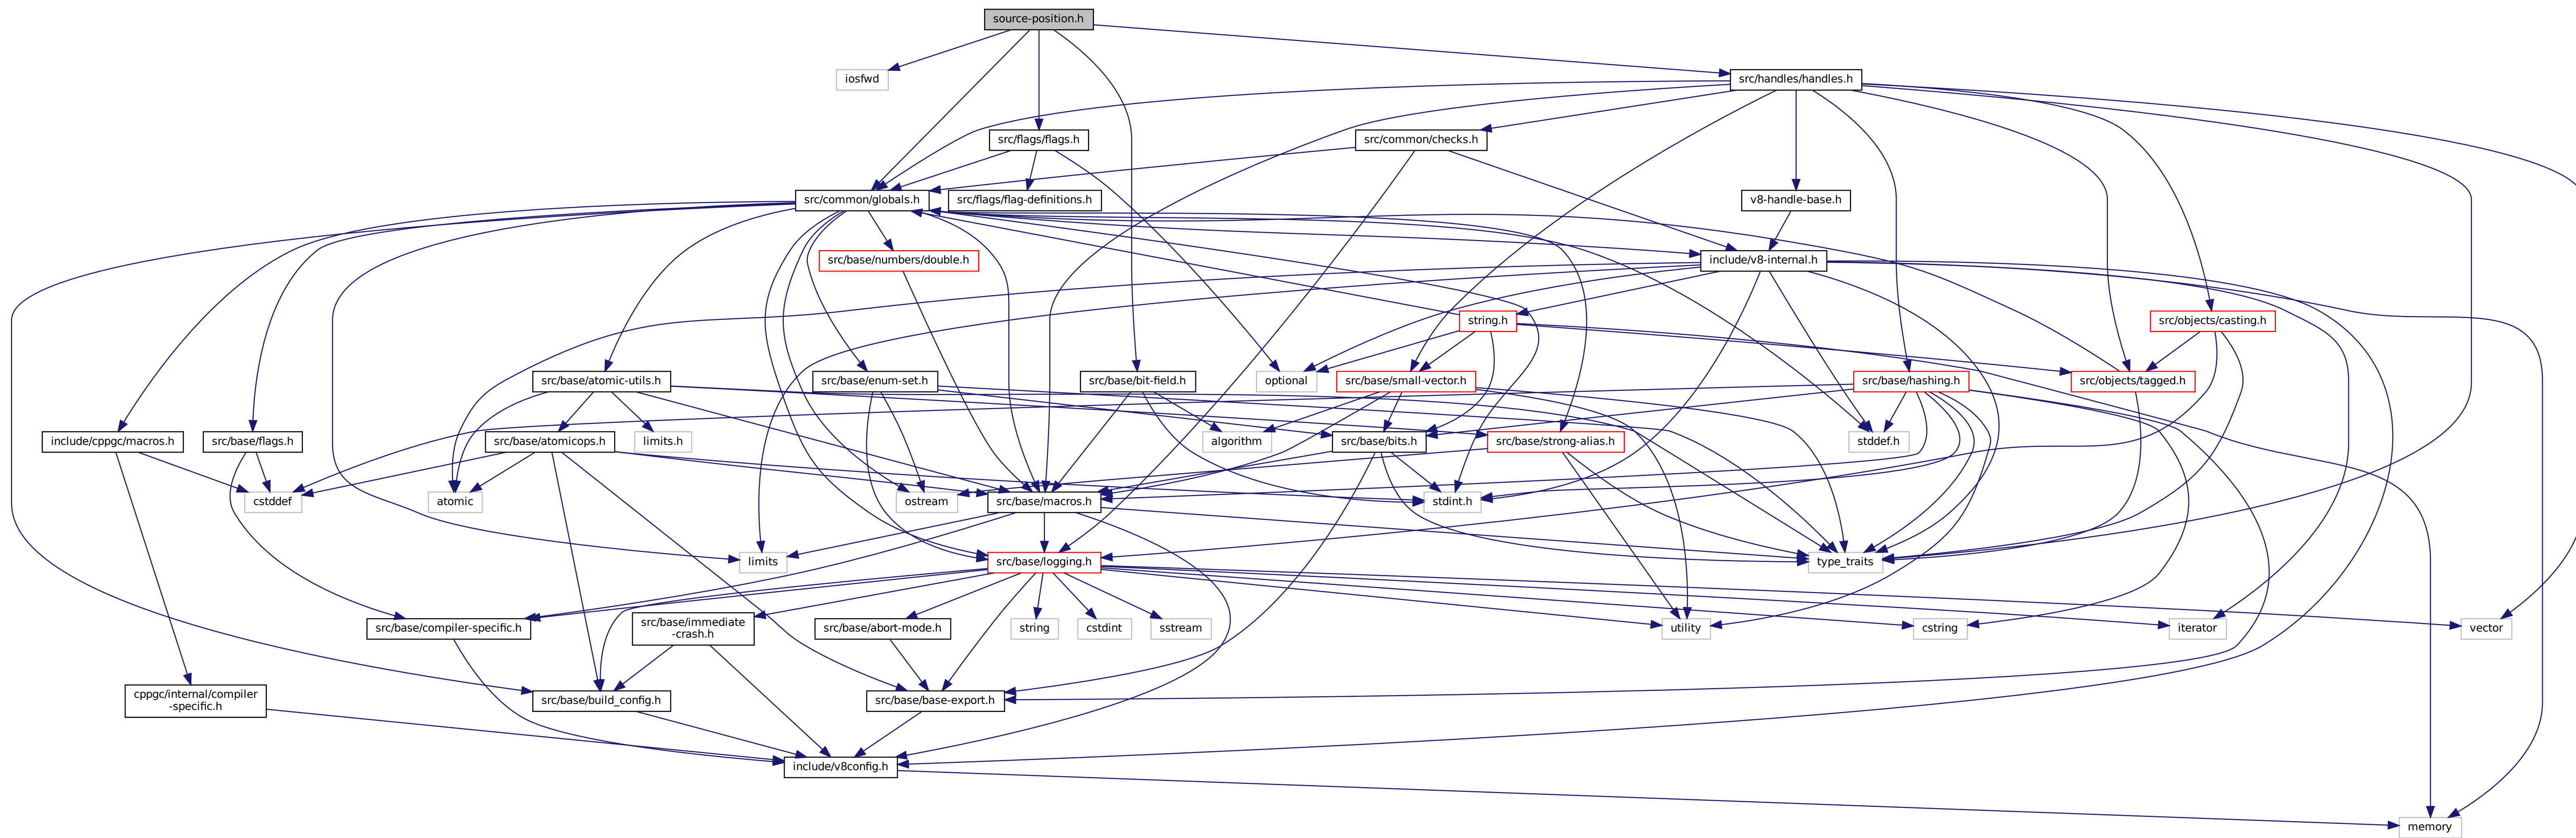 source-position.h
iosfwd
src/handles/handles.h
src/flags/flags.h
src/common/checks.h
src/common/globals.h
src/flags/flag-definitions.h
v8-handle-base.h
src/base/numbers/double.h
include/v8-internal.h
string.h
src/objects/casting.h
src/base/atomic-utils.h
src/base/enum-set.h
src/base/bit-field.h
optional
src/base/small-vector.h
src/base/hashing.h
src/objects/tagged.h
include/cppgc/macros.h
src/base/flags.h
src/base/atomicops.h
limits.h
algorithm
src/base/bits.h
src/base/strong-alias.h
stddef.h
cstddef
atomic
ostream
src/base/macros.h
stdint.h
limits
src/base/logging.h
type_traits
src/base/compiler-specific.h
src/base/immediate
-crash.h
src/base/abort-mode.h
string
cstdint
sstream
utility
cstring
iterator
vector
cppgc/internal/compiler
-specific.h
src/base/build_config.h
src/base/base-export.h
include/v8config.h
memory